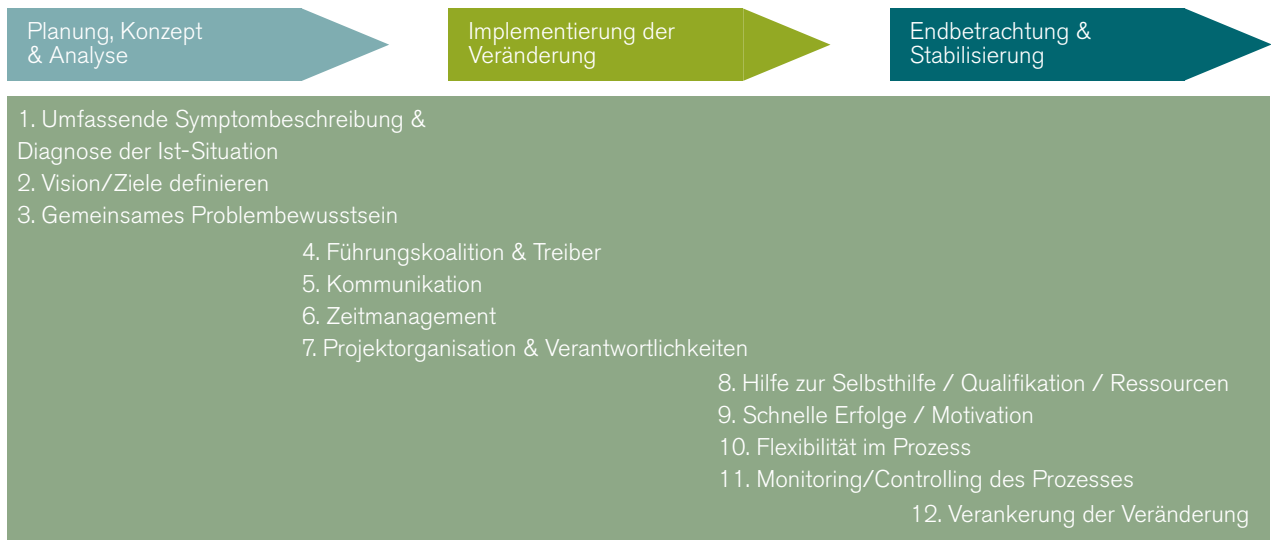 Planung, Konzept
& Analyse
Implementierung der
Veränderung
Endbetrachtung &
Stabilisierung
1. Umfassende Symptombeschreibung &
Diagnose der Ist-Situation
2. Vision/Ziele definieren
3. Gemeinsames Problembewusstsein
4. Führungskoalition & Treiber
5. Kommunikation
6. Zeitmanagement
7. Projektorganisation & Verantwortlichkeiten
8. Hilfe zur Selbsthilfe / Qualifikation / Ressourcen
9. Schnelle Erfolge / Motivation
10. Flexibilität im Prozess
11. Monitoring/Controlling des Prozesses
12. Verankerung der Veränderung